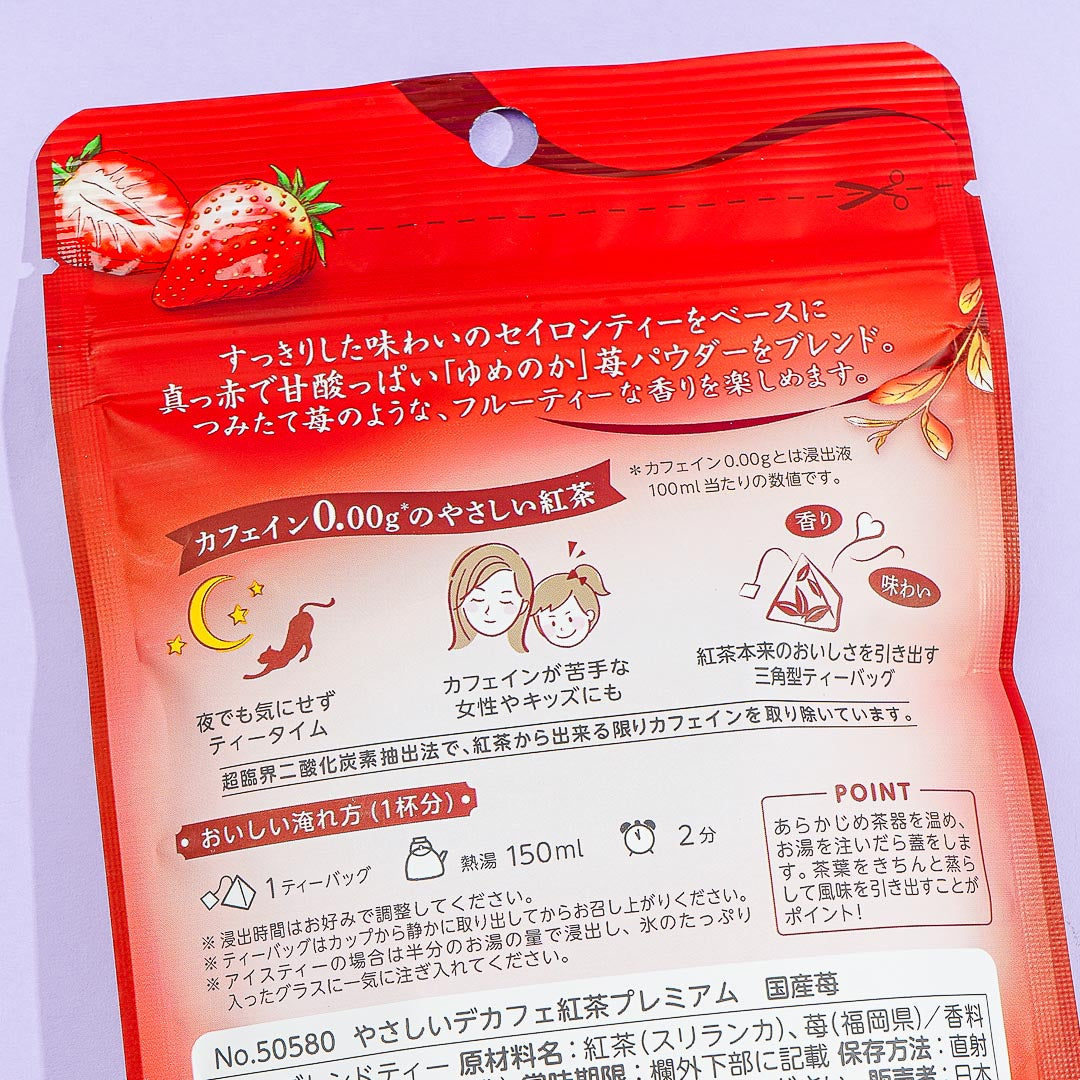 すっきりした味わいのセイロンティーをベースに
真っ赤で甘酸っぱい「ゆめのか」苺パウダーをブレンド。
つみたて苺のような、フルーティーな香りを楽しめます。
カフェイン0.00g*のやさしい紅茶
*カフェイン0.00gとは浸出液
100ml当たりの数値です。
夜でも気にせず
ティータイム
カフェインが苦手な
女性やキッズにも
香り
味わい
紅茶本来のおいしさを引き出す
三角型ティーバッグ
超臨界二酸化炭素抽出法で、紅茶から出来る限りカフェインを取り除いています。
・おいしい淹れ方(1杯分)・
1ティーバッグ
熱湯 150ml
2分
※浸出時間はお好みで調整してください。
※ティーバッグはカップから静かに取り出してからお召し上がりください。
※アイスティーの場合は半分のお湯の量で浸出し、氷のたっぷり
入ったグラスに一気に注ぎ入れてください。
POINT
あらかじめ茶器を温め、
お湯を注いだら蓋をしま
す。茶葉をきちんと蒸ら
して風味を引き出すことが
ポイント!
No.50580 やさしいデカフェ紅茶プレミアム 国産苺
ブレンドティー 原材料名:紅茶(スリランカ)、苺(福岡県)/香料
賞味期限:欄外下部に記載 保存方法:直射
販売者:日本